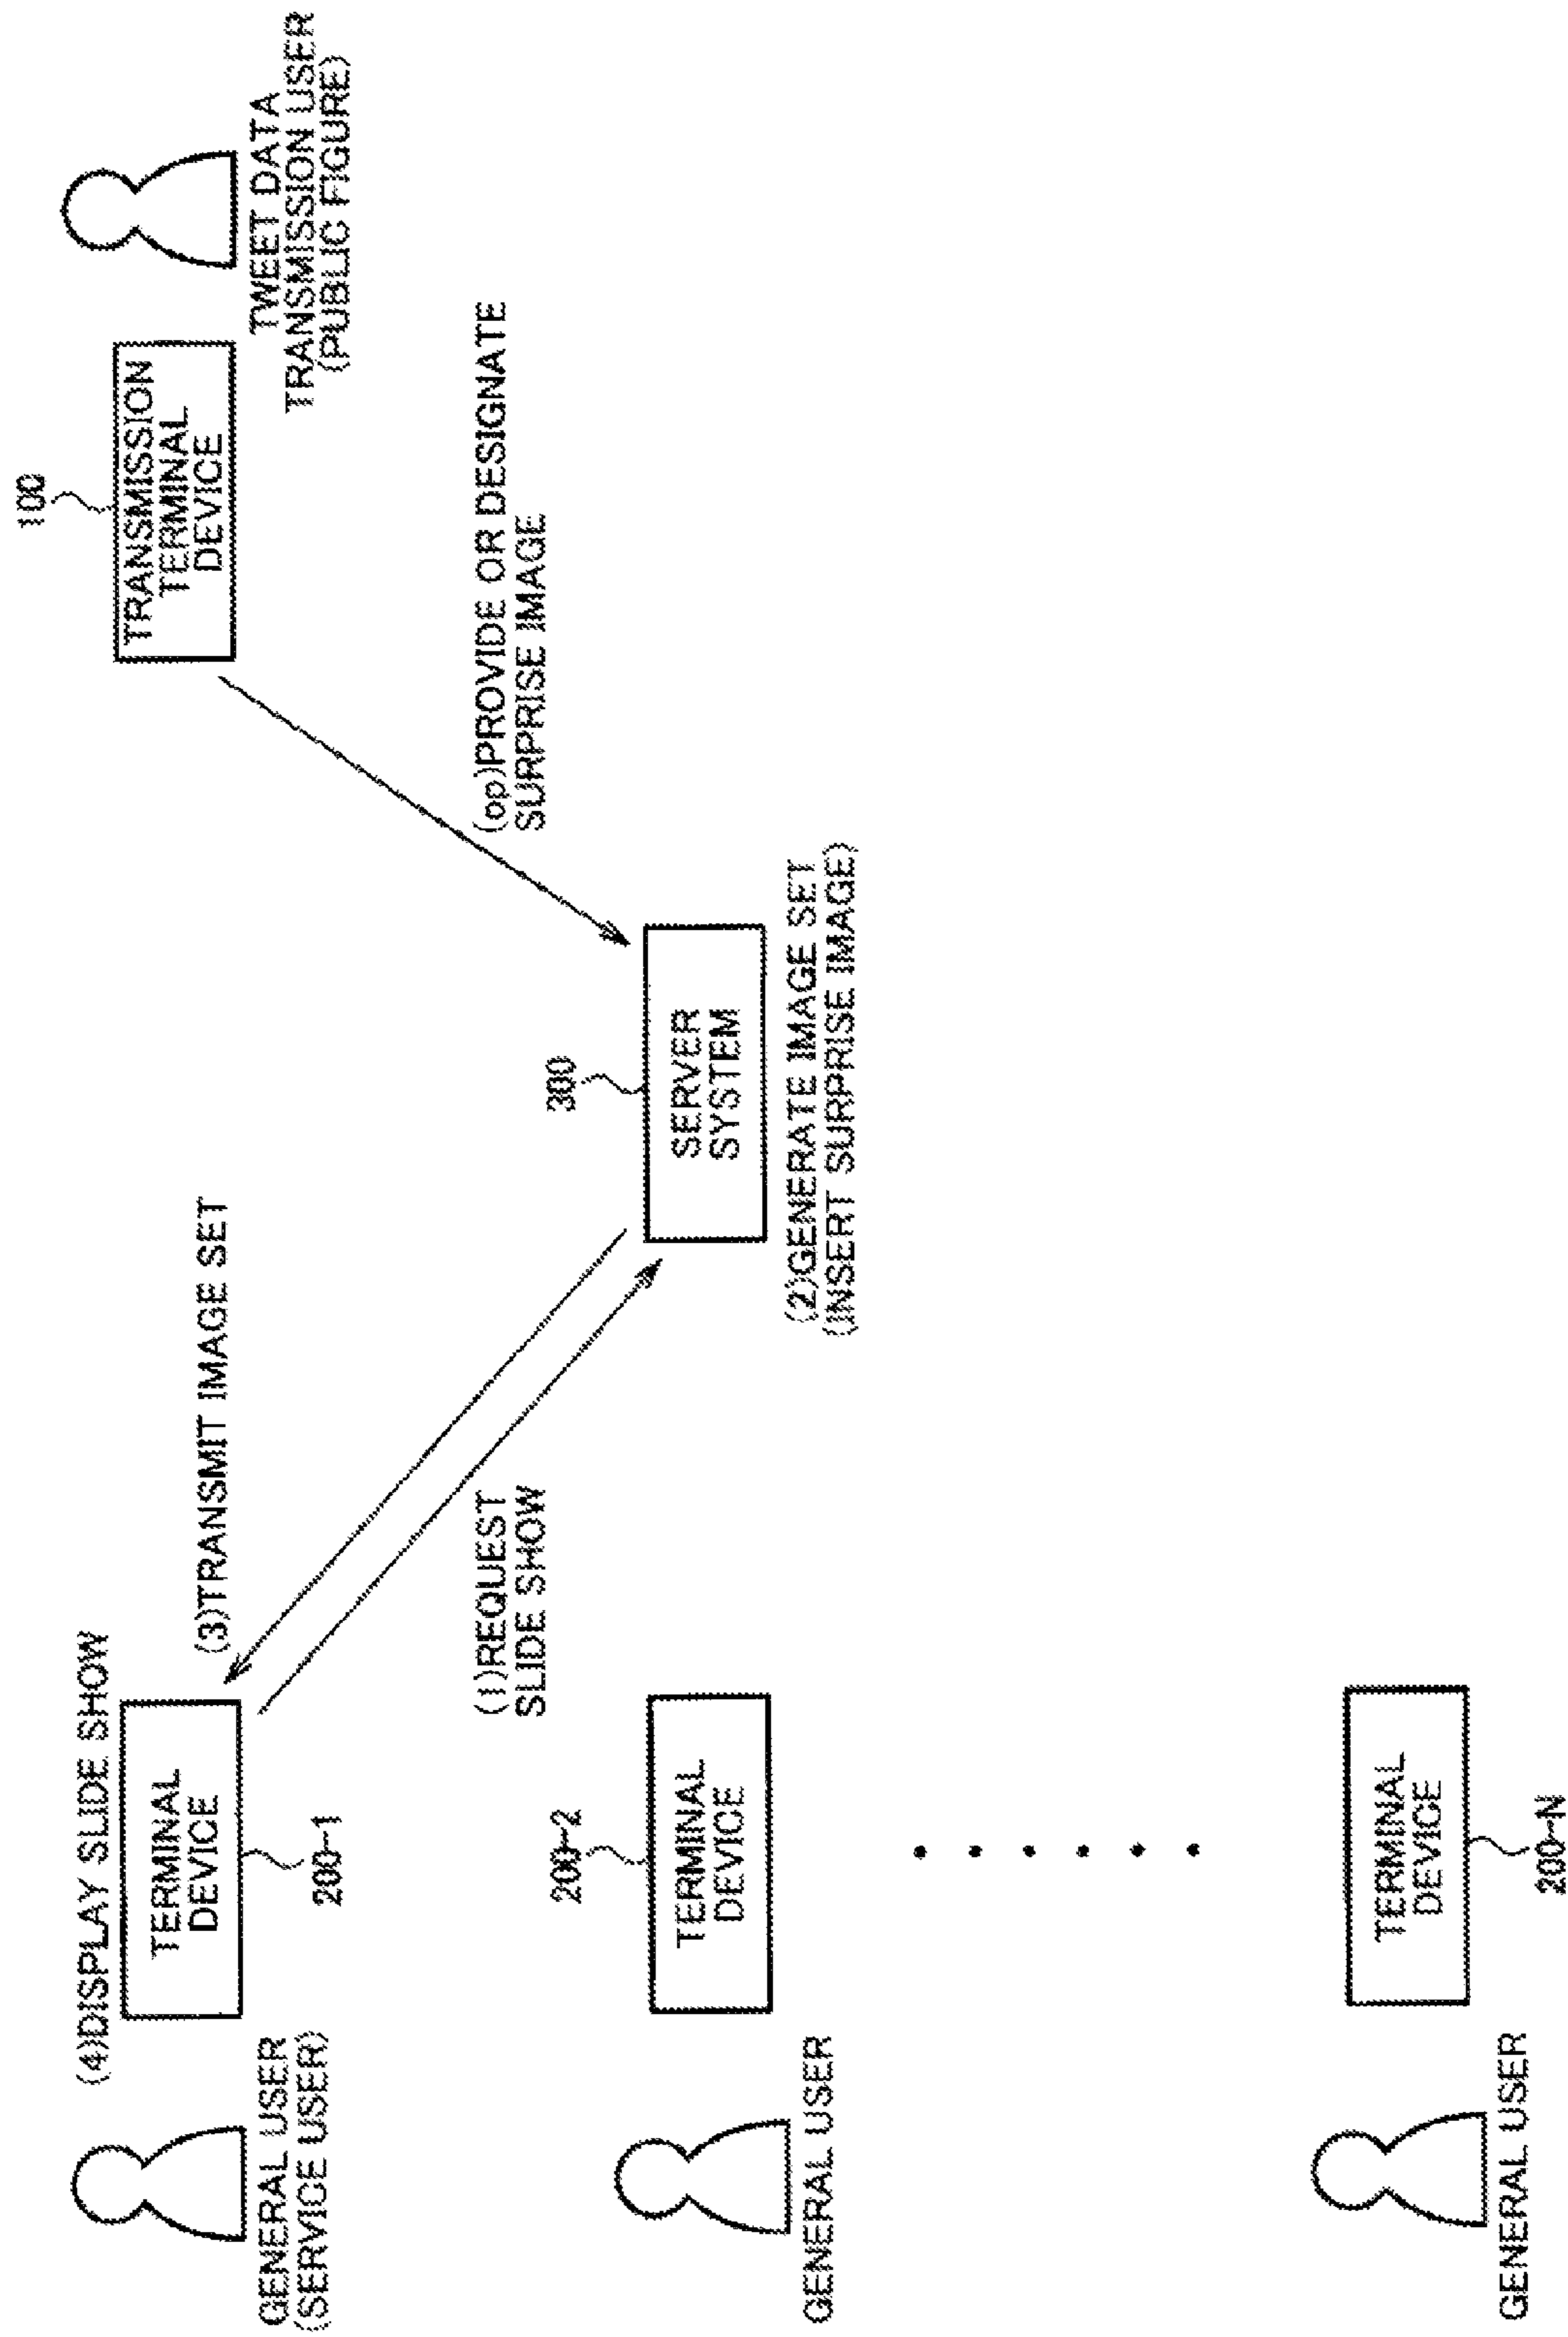 (4)DISPLAY SLIDE SHOW
TERMINAL
DEVICE
200-1
GENERAL USER
(SERVICE USER)
(3)TRANSMIT IMAGE SET
(1)REQUEST
SLIDE SHOW
100
TRANSMISSION
TERMINAL
DEVICE
TWEET DATA
TRANSMISSION USER
(PUBLIC FIGURE)
(op)PROVIDE OR DESIGNATE
SURPRISE IMAGE
300
SERVER
SYSTEM
(2)GENERATE IMAGE SET
(INSERT SURPRISE IMAGE)
200-2
TERMINAL
DEVICE
GENERAL USER
TERMINAL
DEVICE
200-N
GENERAL USER